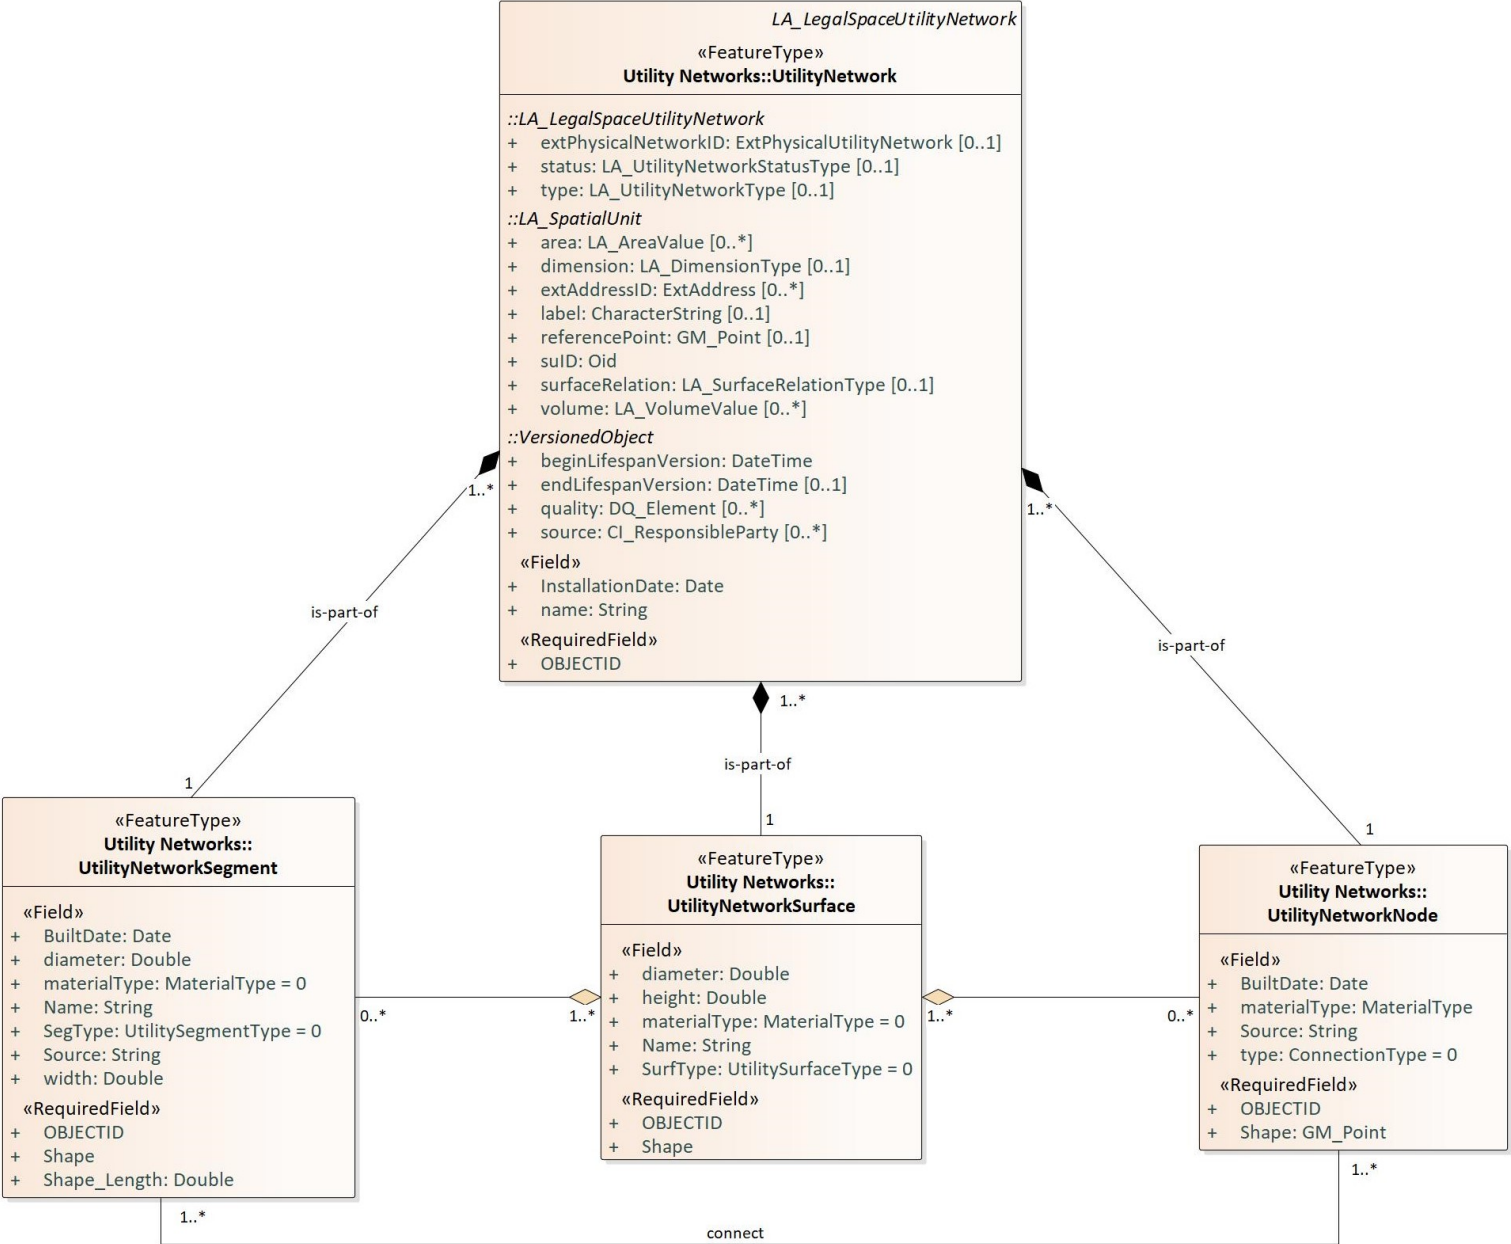 LA_LegalSpaceUtilityNetwork
«FeatureType»
Utility Networks::UtilityNetwork
::LA_LegalSpaceUtilityNetwork
+ extPhysicalNetworkID: ExtPhysicalUtilityNetwork [0..1]
+ status: LA_UtilityNetworkStatusType [0..1]
+ type: LA_UtilityNetworkType [0..1]
::LA_SpatialUnit
+ area: LA_AreaValue [0..*]
+ dimension: LA_DimensionType [0..1]
+ extAddressID: ExtAddress [0..*]
+ label: CharacterString [0..1]
+ referencePoint: GM_Point [0..1]
+ suID: Oid
+ surfaceRelation: LA_SurfaceRelationType [0..1]
+ volume: LA_VolumeValue [0..*]
::VersionedObject
+ beginLifespanVersion: DateTime
+ endLifespanVersion: DateTime [0..1]
+ quality: DQ_Element [0..*]
+ source: CI_ResponsibleParty [0..*]
«Field»
+ InstallationDate: Date
+ name: String
«RequiredField»
+ OBJECTID
1..*
1..*
1..*
is-part-of
is-part-of
is-part-of
1
1
1
«FeatureType»
Utility Networks::
UtilityNetworkSegment
«Field»
+ BuiltDate: Date
+ diameter: Double
+ materialType: MaterialType = 0
+ Name: String
+ SegType: UtilitySegmentType = 0
+ Source: String
+ width: Double
«RequiredField»
+ OBJECTID
+ Shape
+ Shape_Length: Double
0..*
1..*
«FeatureType»
Utility Networks::
UtilityNetworkSurface
«Field»
+ diameter: Double
+ height: Double
+ materialType: MaterialType = 0
+ Name: String
+ SurfType: UtilitySurfaceType = 0
«RequiredField»
+ OBJECTID
+ Shape
1..*
0..*
«FeatureType»
Utility Networks::
UtilityNetworkNode
«Field»
+ BuiltDate: Date
+ materialType: MaterialType
+ Source: String
+ type: ConnectionType = 0
«RequiredField»
+ OBJECTID
+ Shape: GM_Point
1..*
1..*
connect